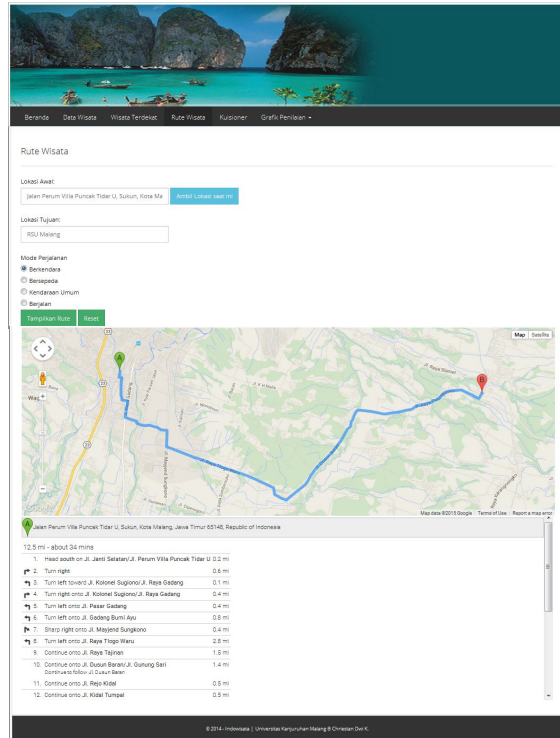 Beranda Data Wisata Wisata Terdekat Rute Wisata Kuisioner Grafik Penilaian
Rute Wisata
Lokasi Awal:
Jalan Perum Villa Puncak Tidar U, Sukun, Kota Ma
Ambil Lokasi saat ini
Lokasi Tujuan:
RSU Malang
Mode Perjalanan
Berkendara
Bersepeda
Kendaraan Umum
Berjalan
Tampilkan Rute Reset
Map Satellite
33
A
Jl. Raya Slamet
B
33
33
Jl. Mayjend Sungkono
Map data ©2015 Google Terms of Use Report a map error
A
Jalan Perum Villa Puncak Tidar U, Sukun, Kota Malang, Jawa Timur 65148, Republic of Indonesia
12.5 mi - about 34 mins
1. Head south on Jl. Janti Selatan/Jl. Perum Villa Puncak Tidar U 0.2 mi
2. Turn right 0.6 mi
3. Turn left toward Jl. Kolonel Sugiono/Jl. Raya Gadang 0.1 mi
4. Turn right onto Jl. Kolonel Sugiono/Jl. Raya Gadang 0.4 mi
5. Turn left onto Jl. Pasar Gadang 0.4 mi
6. Turn left onto Jl. Gadang Bumi Ayu 0.8 mi
7. Sharp right onto Jl. Mayjend Sungkono 0.4 mi
8. Turn left onto Jl. Raya Tlogo Waru 2.8 mi
9. Continue onto Jl. Raya Tajinan 1.5 mi
10. Continue onto Jl. Dusun Baran/Jl. Gunung Sari 1.4 mi
Continue to follow Jl. Dusun Baran
11. Continue onto Jl. Rejo Kidal 0.5 mi
12. Continue onto Jl. Kidal Tumpal 0.5 mi
© 2014 - Indowisata | Universitas Kanjuruhan Malang @ Christian Dwi K.